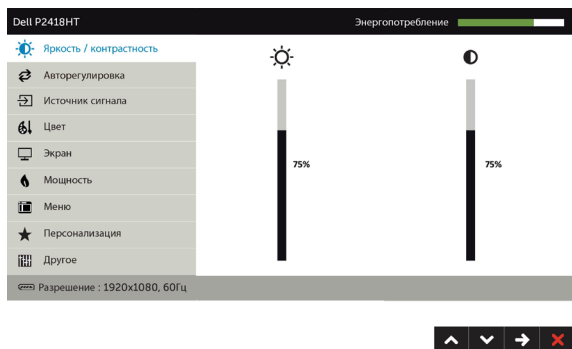 Dell P2418HT
Энергопотребление
Яркость / контрастность
Авторегулировка
Источник сигнала
Цвет
Экран
Мощность
Меню
Персонализация
Другое
75%
75%
Разрешение : 1920x1080, 60Гц